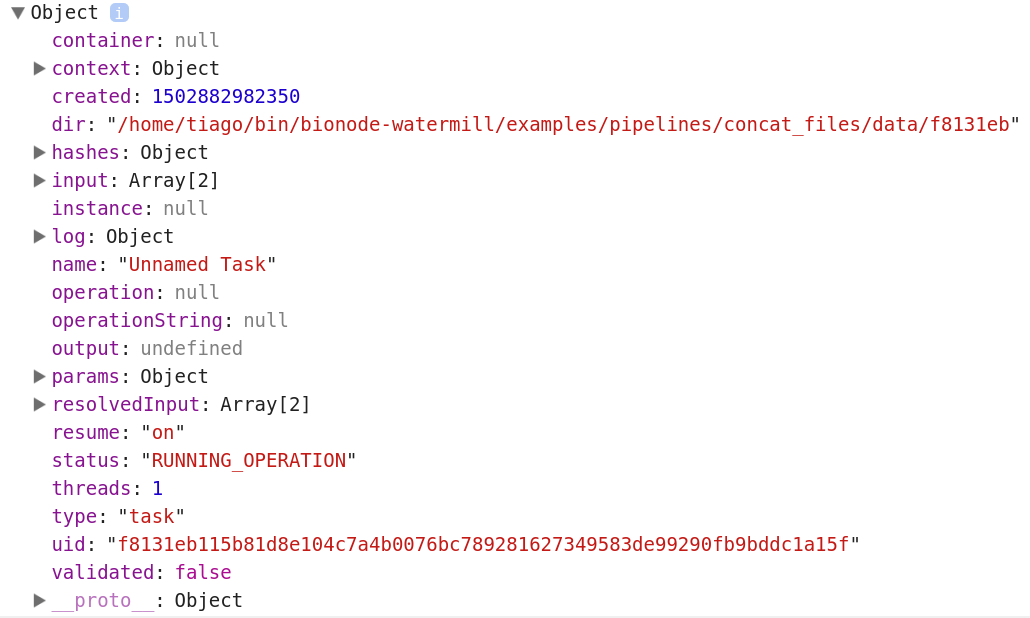 ▼Object i
container: null
▶context: Object
created: 1502882982350
dir: "/home/tiago/bin/bionode-watermill/examples/pipelines/concat_files/data/f8131eb"
▶hashes: Object
▶input: Array[2]
instance: null
▶log: Object
name: "Unnamed Task"
operation: null
operationString: null
output: undefined
▶params: Object
▶resolvedInput: Array[2]
resume: "on"
status: "RUNNING_OPERATION"
threads: 1
type: "task"
uid: "f8131eb115b81d8e104c7a4b0076bc789281627349583de99290fb9bddc1a15f"
validated: false
▶__proto__: Object